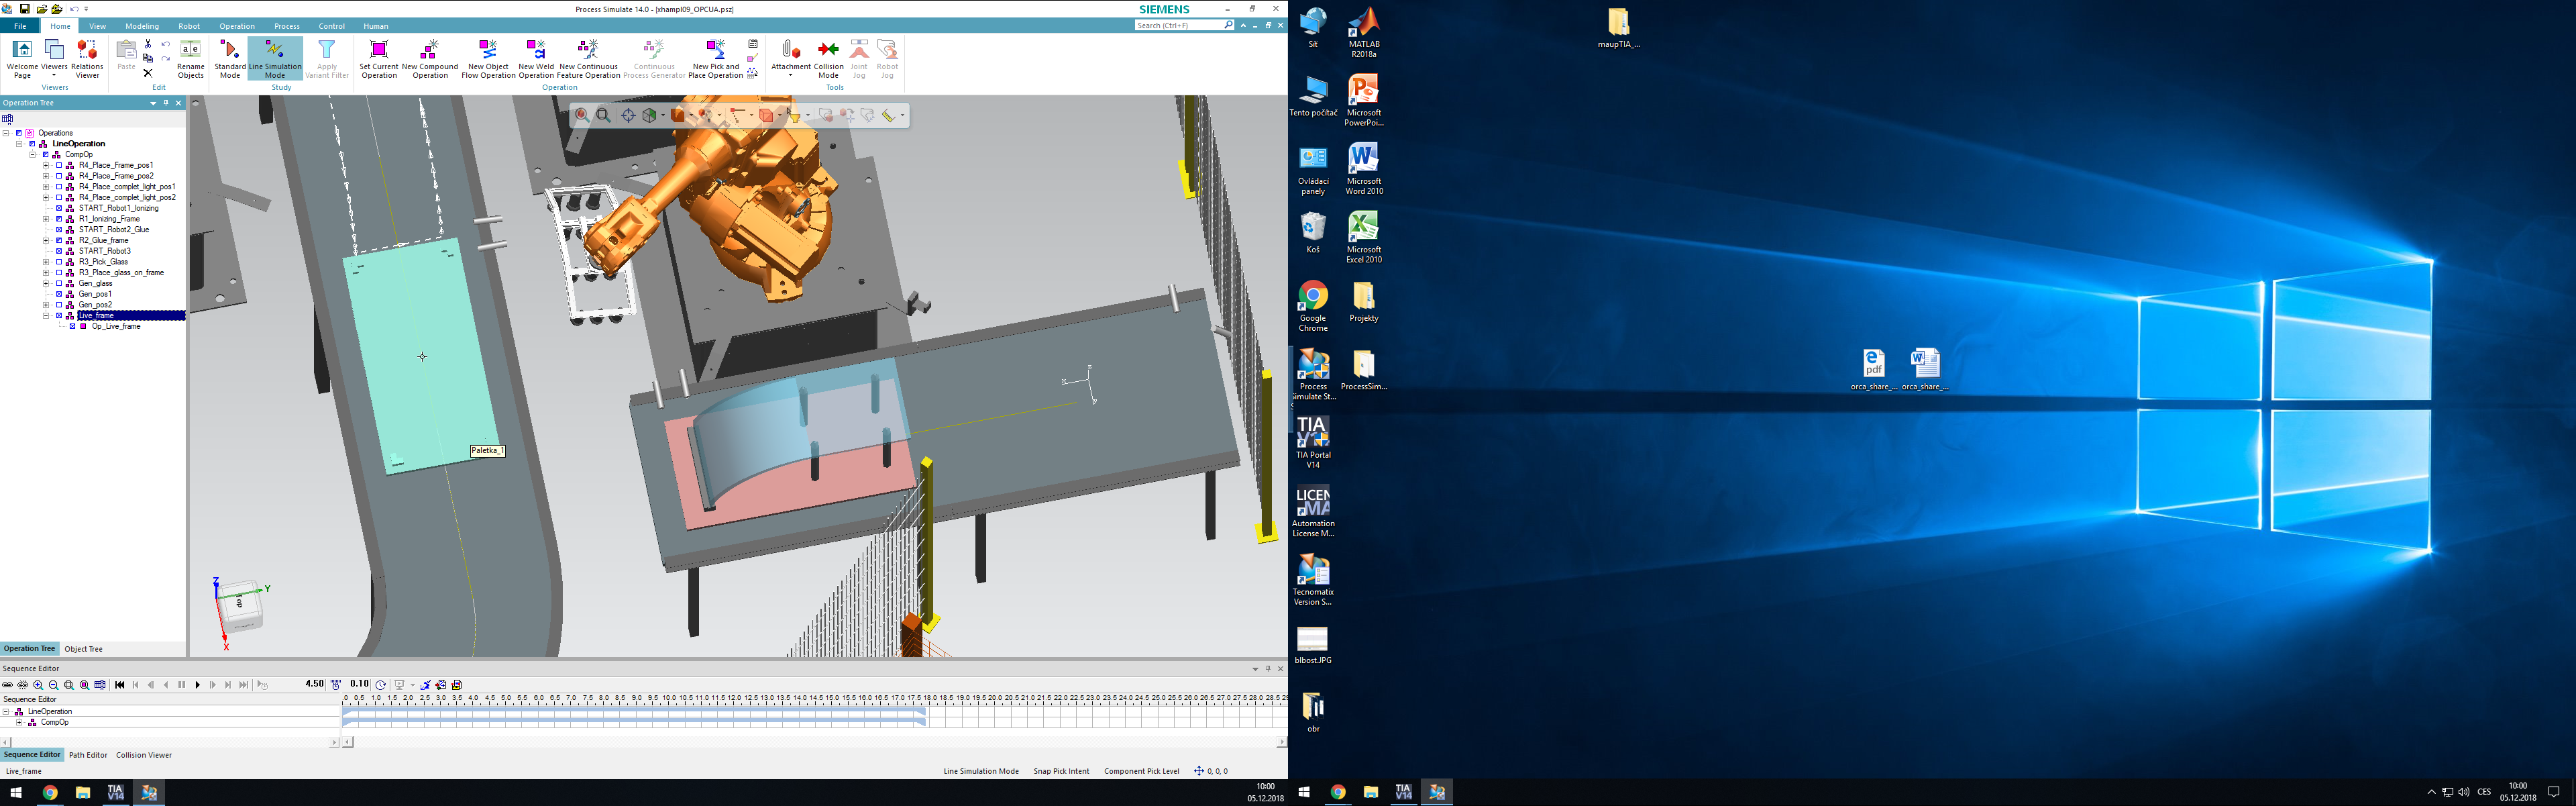 Process Simulate 14.0 - [xhampl09_OPCUA.psz]
SIEMENS
File Home View Modeling Robot Operation Process Control Human
Search (Ctrl+F)
Welcome Page
Viewers
Relations Viewer
Paste
Rename Objects
Standard Mode
Line Simulation Mode
Apply Variant Filter
Set Current Operation
New Compound Operation
New Object Flow Operation
New Weld Operation
New Continuous Feature Operation
Continuous Process Generator
New Pick and Place Operation
Attachment
Collision Mode
Joint Jog
Robot Jog
Viewers Edit Study Operation Tools
Operation Tree
Operations
LineOperation
CompOp
R4_Place_Frame_pos1
R4_Place_Frame_pos2
R4_Place_complet_light_pos1
R4_Place_complet_light_pos2
START_Robot1_Ionizing
R1_Ionizing_Frame
START_Robot2_Glue
R2_Glue_frame
START_Robot3
R3_Pick_Glass
R3_Place_glass_on_frame
Gen_glass
Gen_pos1
Gen_pos2
Live_frame
Op_Live_frame
Paletka_1
Z
Y
X
Top
Operation Tree Object Tree
Sequence Editor
4.50 0.10
Sequence Editor
.0 0.5 1.0 1.5 2.0 2.5 3.0 3.5 4.0 4.5 5.0 5.5 6.0 6.5 7.0 7.5 8.0 8.5 9.0 9.5 10.0 10.5 11.0 11.5 12.0 12.5 13.0 13.5 14.0 14.5 15.0 15.5 16.0 16.5 17.0 17.5 18.0 18.5 19.0 19.5 20.0 20.5 21.0 21.5 22.0 22.5 23.0 23.5 24.0 24.5 25.0 25.5 26.0 26.5 27.0 27.5 28.0 28.5 29
LineOperation
CompOp
Sequence Editor Path Editor Collision Viewer
Live_frame
Line Simulation Mode Snap Pick Intent Component Pick Level 0, 0, 0
TIA V14
10:00
05.12.2018
Síť
MATLAB R2018a
Tento počítač
Microsoft PowerPoi...
Ovládací panely
Microsoft Word 2010
Koš
Microsoft Excel 2010
Google Chrome
Projekty
Process Simulate St...
ProcessSim...
TIA V14
TIA Portal V14
LICEN MA
Automation License M...
Tecnomatix Version S...
blbost.JPG
obr
maupTIA_...
pdf
orca_share_...
orca_share_...
TIA V14
CES
10:00
05.12.2018